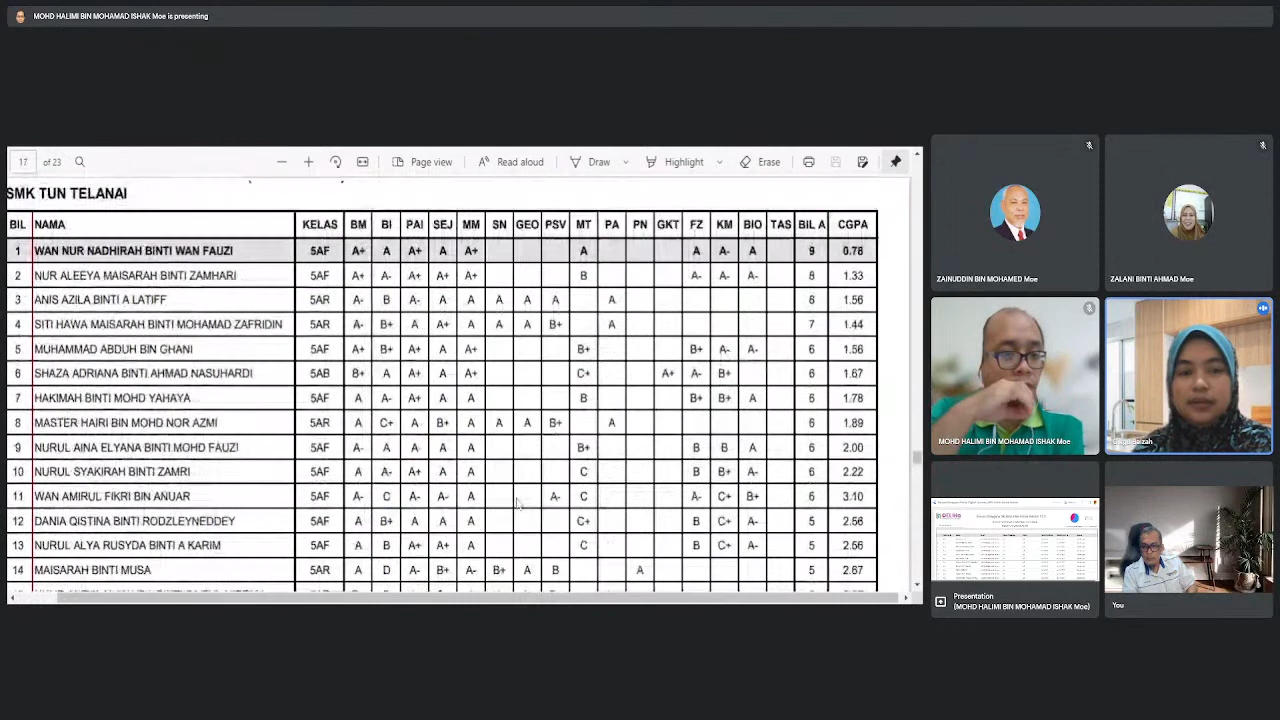 MOHD HALIMI BIN MOHAMAD ISHAK Moe is presenting
17 of 23 Page view Read aloud Draw Highlight Erase
SMK TUN TELANAI
BIL NAMA KELAS BM BI PAI SEJ MM SN GEO PSV MT PA PN GKT FZ KM BIO TAS BIL A CGPA
1 WAN NUR NADHIRAH BINTI WAN FAUZI 5AF A+ A A+ A A+ A A A- A 9 0.78
2 NUR ALEEYA MAISARAH BINTI ZAMHARI 5AF A+ A- A+ A+ A+ B A- A- A- 8 1.33
3 ANIS AZILA BINTI A LATIFF 5AR A- B A- A A A A A A 6 1.56
4 SITI HAWA MAISARAH BINTI MOHAMAD ZAFRIDIN 5AR A- B+ A A+ A A A B+ A 7 1.44
5 MUHAMMAD ABDUH BIN GHANI 5AF A+ B+ A+ A A+ B+ B+ A- A- 6 1.56
6 SHAZA ADRIANA BINTI AHMAD NASUHARDI 5AB B+ A A+ A A+ C+ A+ A- B+ 6 1.67
7 HAKIMAH BINTI MOHD YAHAYA 5AF A A- A+ A A B B+ B+ A 6 1.78
8 MASTER HAIRI BIN MOHD NOR AZMI 5AR A C+ A B+ A A A B+ A 6 1.89
9 NURUL AINA ELYANA BINTI MOHD FAUZI 5AF A- A A A A B+ B B A 6 2.00
10 NURUL SYAKIRAH BINTI ZAMRI 5AF A A- A+ A A C B B+ A- 6 2.22
11 WAN AMIRUL FIKRI BIN ANUAR 5AF A- C A- A- A A- C A- C+ B+ 6 3.10
12 DANIA QISTINA BINTI RODZLEYNEDDEY 5AF A B+ A A A C+ B C+ A- 5 2.56
13 NURUL ALYA RUSYDA BINTI A KARIM 5AF A D A+ A+ A C B C+ A- 5 2.56
14 MAISARAH BINTI MUSA 5AR A D A- B+ A- B+ A B A 5 2.67
ZAINUDDIN BIN MOHAMED Moe
ZALANI BINTI AHMAD Moe
MOHD HALIMI BIN MOHAMAD ISHAK Moe
Presentation
(MOHD HALIMI BIN MOHAMAD ISHAK Moe)
You